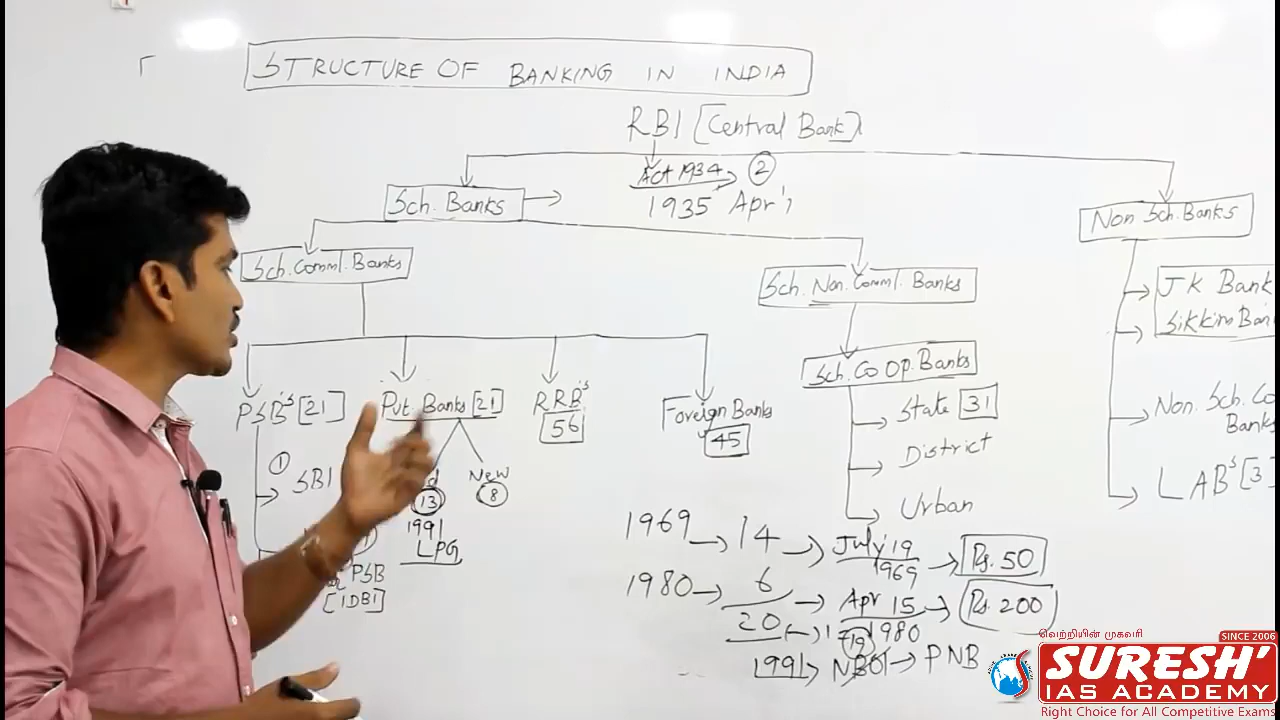 STRUCTURE OF BANKING IN INDIA
RBI [Central Bank]
Act 1934 → 2
1935 Apr 1
Sch. Banks
Non Sch. Banks
Sch. Comml. Banks
Sch. Non. Comml. Banks
JK Bank
Sikkim Ban
Sch. Co Op. Banks
PSB's [21]
Pvt. Banks [21]
RRB's
56
Foreign Banks
45
State 31
District
Urban
Non. Sch. Co
Banks
LAB's [3]
1 SBI
13
New
8
1991
LPG
PSB
[IDBI]
1969 → 14 → July 19 1969 → Rs. 50
1980 → 6 → Apr 15 1980 → Rs. 200
20
19
1991 → NBOI → PNB
வெற்றியின் முகவரி
SINCE 2006
SURESH'
IAS ACADEMY
Right Choice for All Competitive Exams